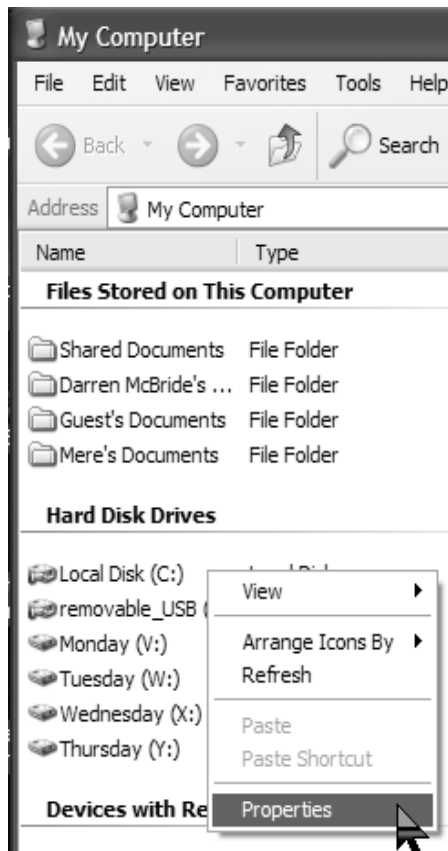 My Computer
File Edit View Favorites Tools Help
Back Search
Address My Computer
Name Type
Files Stored on This Computer
Shared Documents File Folder
Darren McBride's ... File Folder
Guest's Documents File Folder
Mere's Documents File Folder
Hard Disk Drives
Local Disk (C:)
removable_USB (
Monday (V:)
Tuesday (W:)
Wednesday (X:)
Thursday (Y:)
Devices with Re
View
Arrange Icons By
Refresh
Paste
Paste Shortcut
Properties